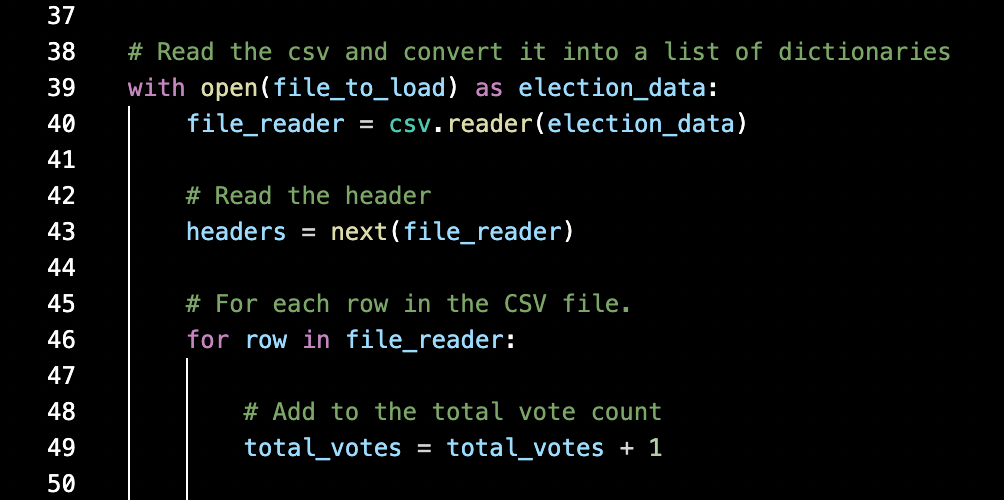 37
38 # Read the csv and convert it into a list of dictionaries
39 with open(file_to_load) as election_data:
40     file_reader = csv.reader(election_data)
41
42     # Read the header
43     headers = next(file_reader)
44
45     # For each row in the CSV file.
46     for row in file_reader:
47
48         # Add to the total vote count
49         total_votes = total_votes + 1
50